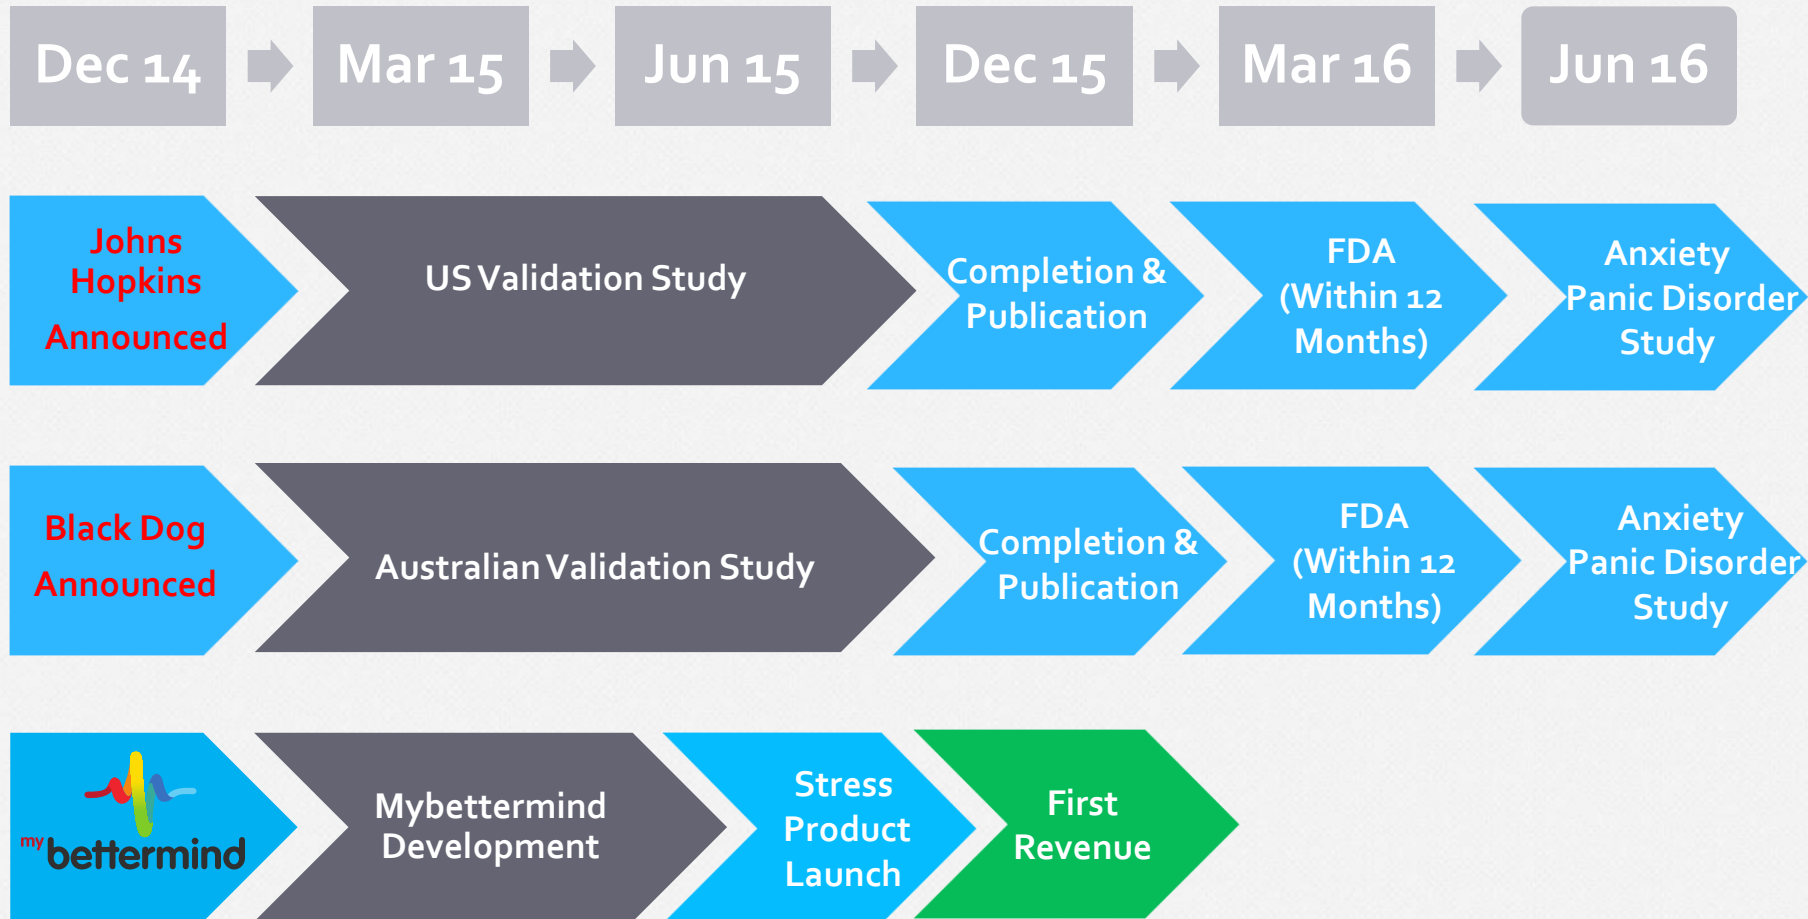 Dec 14
Mar 15
Jun 15
Dec 15
Mar 16
Jun 16
Johns
Hopkins
Announced
US Validation Study
Completion &
Publication
FDA
(Within 12
Months)
Anxiety
Panic Disorder
Study
Black Dog
Announced
Australian Validation Study
Completion &
Publication
FDA
(Within 12
Months)
Anxiety
Panic Disorder
Study
my bettermind
Mybettermind
Development
Stress
Product
Launch
First
Revenue